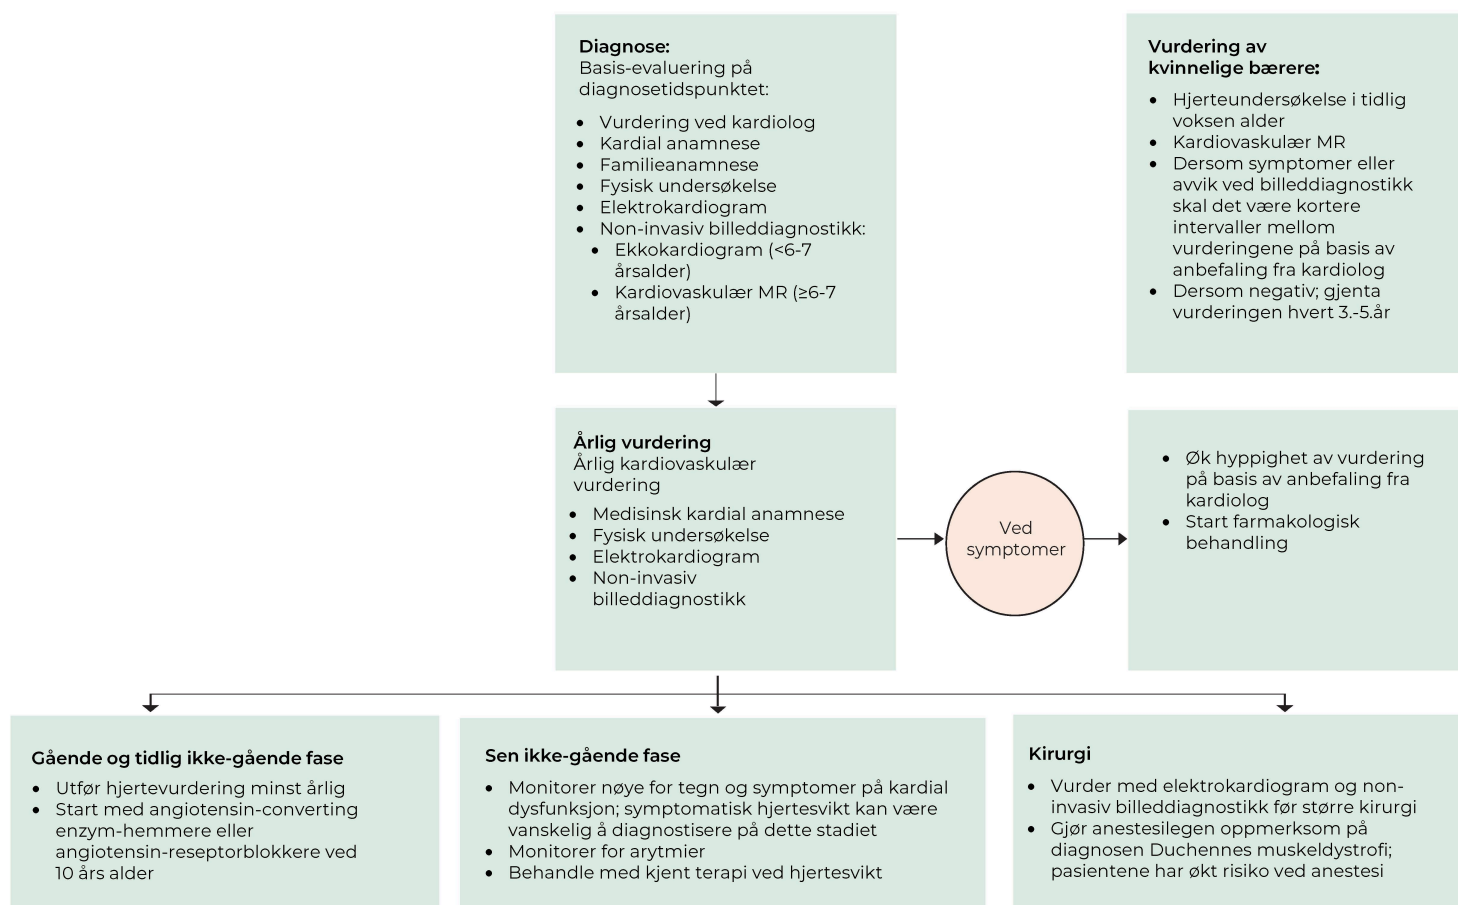 Diagnose:
Basis-evaluering på
diagnosetidspunktet:
• Vurdering ved kardiolog
• Kardial anamnese
• Familieanamnese
• Fysisk undersøkelse
• Elektrokardiogram
• Non-invasiv billeddiagnostikk:
• Ekkokardiogram (<6-7
årsalder)
• Kardiovaskulær MR (≥6-7
årsalder)
Vurdering av
kvinnelige bærere:
• Hjerteundersøkelse i tidlig
voksen alder
• Kardiovaskulær MR
• Dersom symptomer eller
avvik ved billeddiagnostikk
skal det være kortere
intervaller mellom
vurderingene på basis av
anbefaling fra kardiolog
• Dersom negativ; gjenta
vurderingen hvert 3.-5.år
Årlig vurdering
Årlig kardiovaskulær
vurdering
• Medisinsk kardial anamnese
• Fysisk undersøkelse
• Elektrokardiogram
• Non-invasiv
billeddiagnostikk
Ved
symptomer
• Øk hyppighet av vurdering
på basis av anbefaling fra
kardiolog
• Start farmakologisk
behandling
Gående og tidlig ikke-gående fase
• Utfør hjertevurdering minst årlig
• Start med angiotensin-converting
enzym-hemmere eller
angiotensin-reseptorblokkere ved
10 års alder
Sen ikke-gående fase
• Monitorer nøye for tegn og symptomer på kardial
dysfunksjon; symptomatisk hjertesvikt kan være
vanskelig å diagnostisere på dette stadiet
• Monitorer for arytmier
• Behandle med kjent terapi ved hjertesvikt
Kirurgi
• Vurder med elektrokardiogram og non-
invasiv billeddiagnostikk før større kirurgi
• Gjør anestesilegen oppmerksom på
diagnosen Duchennes muskeldystrofi;
pasientene har økt risiko ved anestesi